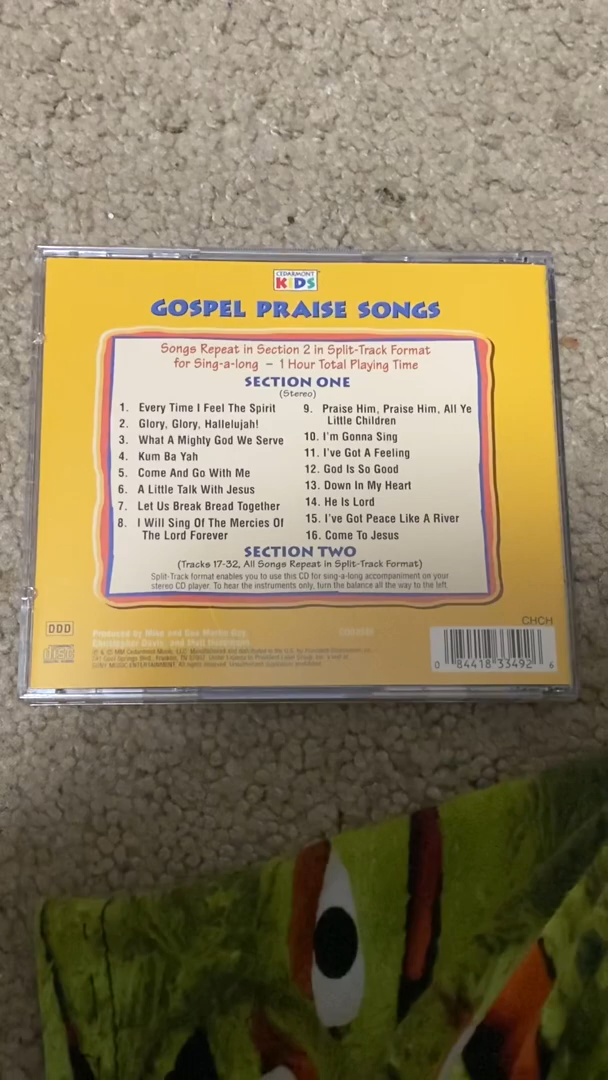 CEDARMONT
KIDS
GOSPEL PRAISE SONGS
Songs Repeat in Section 2 in Split-Track Format
for Sing-a-long – 1 Hour Total Playing Time
SECTION ONE
(Stereo)
1. Every Time I Feel The Spirit
2. Glory, Glory, Hallelujah!
3. What A Mighty God We Serve
4. Kum Ba Yah
5. Come And Go With Me
6. A Little Talk With Jesus
7. Let Us Break Bread Together
8. I Will Sing Of The Mercies Of
The Lord Forever
9. Praise Him, Praise Him, All Ye
Little Children
10. I'm Gonna Sing
11. I've Got A Feeling
12. God Is So Good
13. Down In My Heart
14. He Is Lord
15. I've Got Peace Like A River
16. Come To Jesus
SECTION TWO
(Tracks 17-32, All Songs Repeat in Split-Track Format)
Split-Track format enables you to use this CD for sing-a-long accompaniment on your
stereo CD player. To hear the instruments only, turn the balance all the way to the left.
DDD
CHCH
Produced by Mike and Sue
Christopher Davis, and
0 84418 33492 6